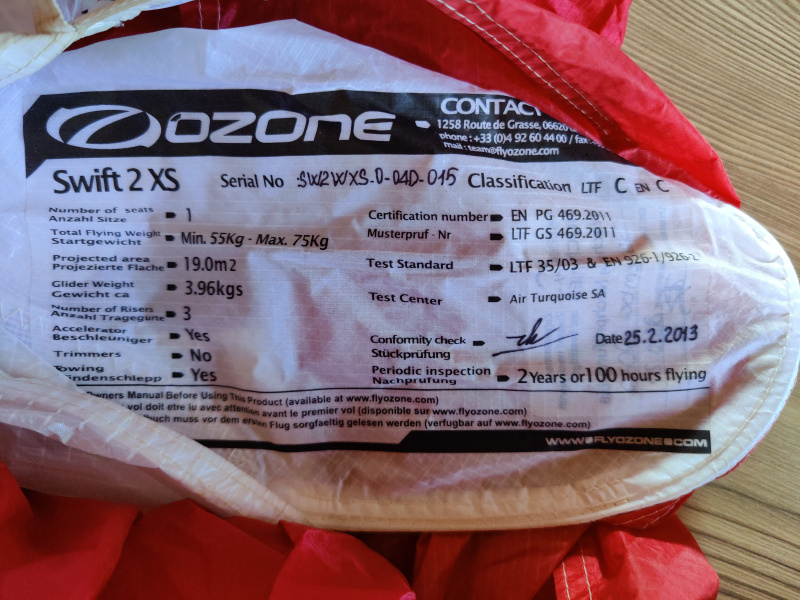 OZONE
CONTACT
1258 Route de Grasse, 06620
phone : +33 (0)4 92 60 44 00 / fax
mail : team@flyozone.com
Swift 2 XS Serial No SW2WXS-D-04D-015 Classification LTF C EN C
Number of seats 1
Anzahl Sitze
Total Flying Weight Min. 55Kg - Max. 75Kg
Startgewicht
Projected area 19.0m2
Projezierte Flache
Glider Weight 3.96kgs
Gewicht ca
Number of Risers 3
Anzahl Tragegurte
Accelerator Yes
Beschleuniger
Trimmers No
Towing Yes
Windenschlepp
Certification number EN PG 469.2011
Musterpruf - Nr LTF GS 469.2011
Test Standard LTF 35/03 & EN 926-1/926-2
Test Center Air Turquoise SA
Conformity check Date 25.2.2013
Stückprüfung
Periodic inspection 2 Years or 100 hours flying
Nachprüfung
Owners Manual Before Using This Product (available at www.flyozone.com)
vol doit etre lu avec attention avant le premier vol (disponible sur www.flyozone.com)
buch muss vor dem ersten Flug sorgfaeltig gelesen werden (verfugbar auf www.flyozone.com)
WWW.FLYOZONE.COM